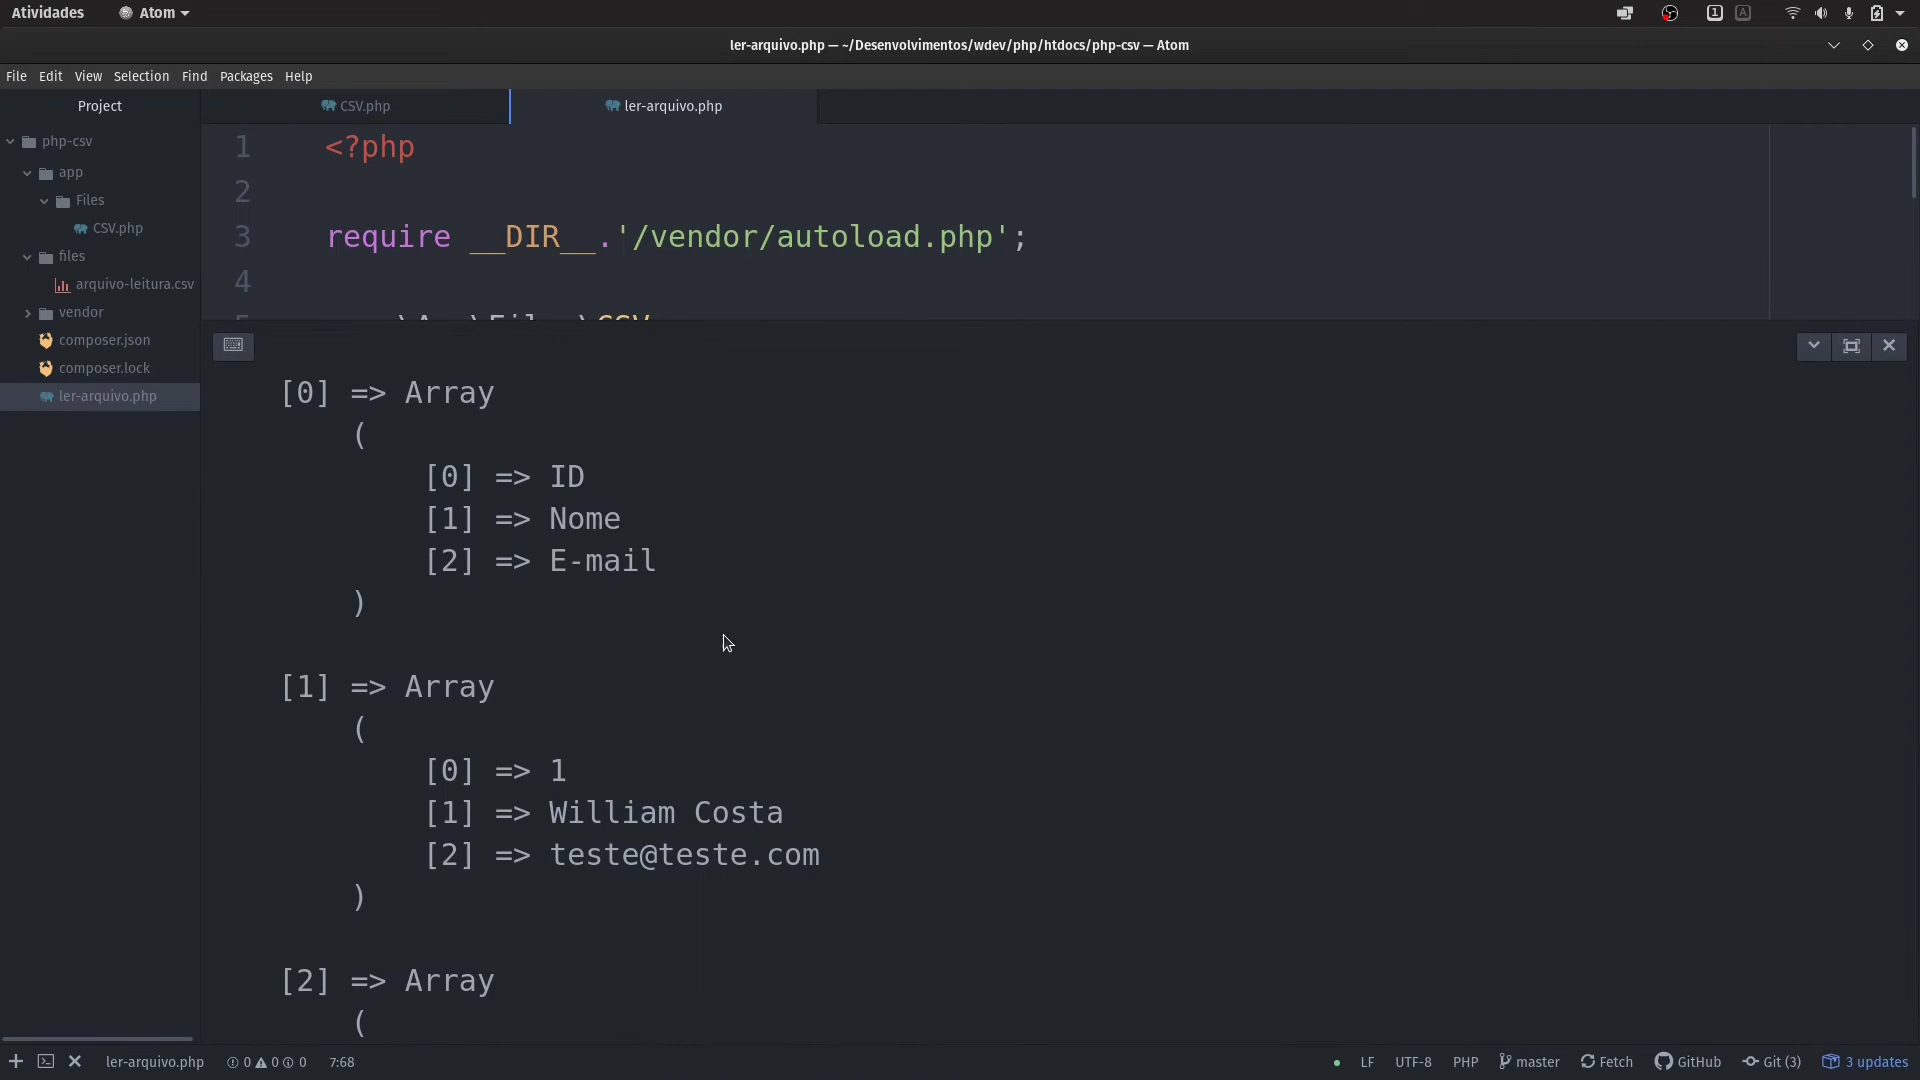 Atividades
Atom
1
A
ler-arquivo.php — ~/Desenvolvimentos/wdev/php/htdocs/php-csv — Atom
File Edit View Selection Find Packages Help
Project
CSV.php
ler-arquivo.php
php-csv
app
Files
CSV.php
files
arquivo-leitura.csv
vendor
composer.json
composer.lock
ler-arquivo.php
1 <?php
2
3 require __DIR__.'/vendor/autoload.php';
4
[0] => Array
(
[0] => ID
[1] => Nome
[2] => E-mail
)
[1] => Array
(
[0] => 1
[1] => William Costa
[2] => teste@teste.com
)
[2] => Array
(
ler-arquivo.php 0 0 0 7:68
LF UTF-8 PHP master Fetch GitHub Git (3) 3 updates